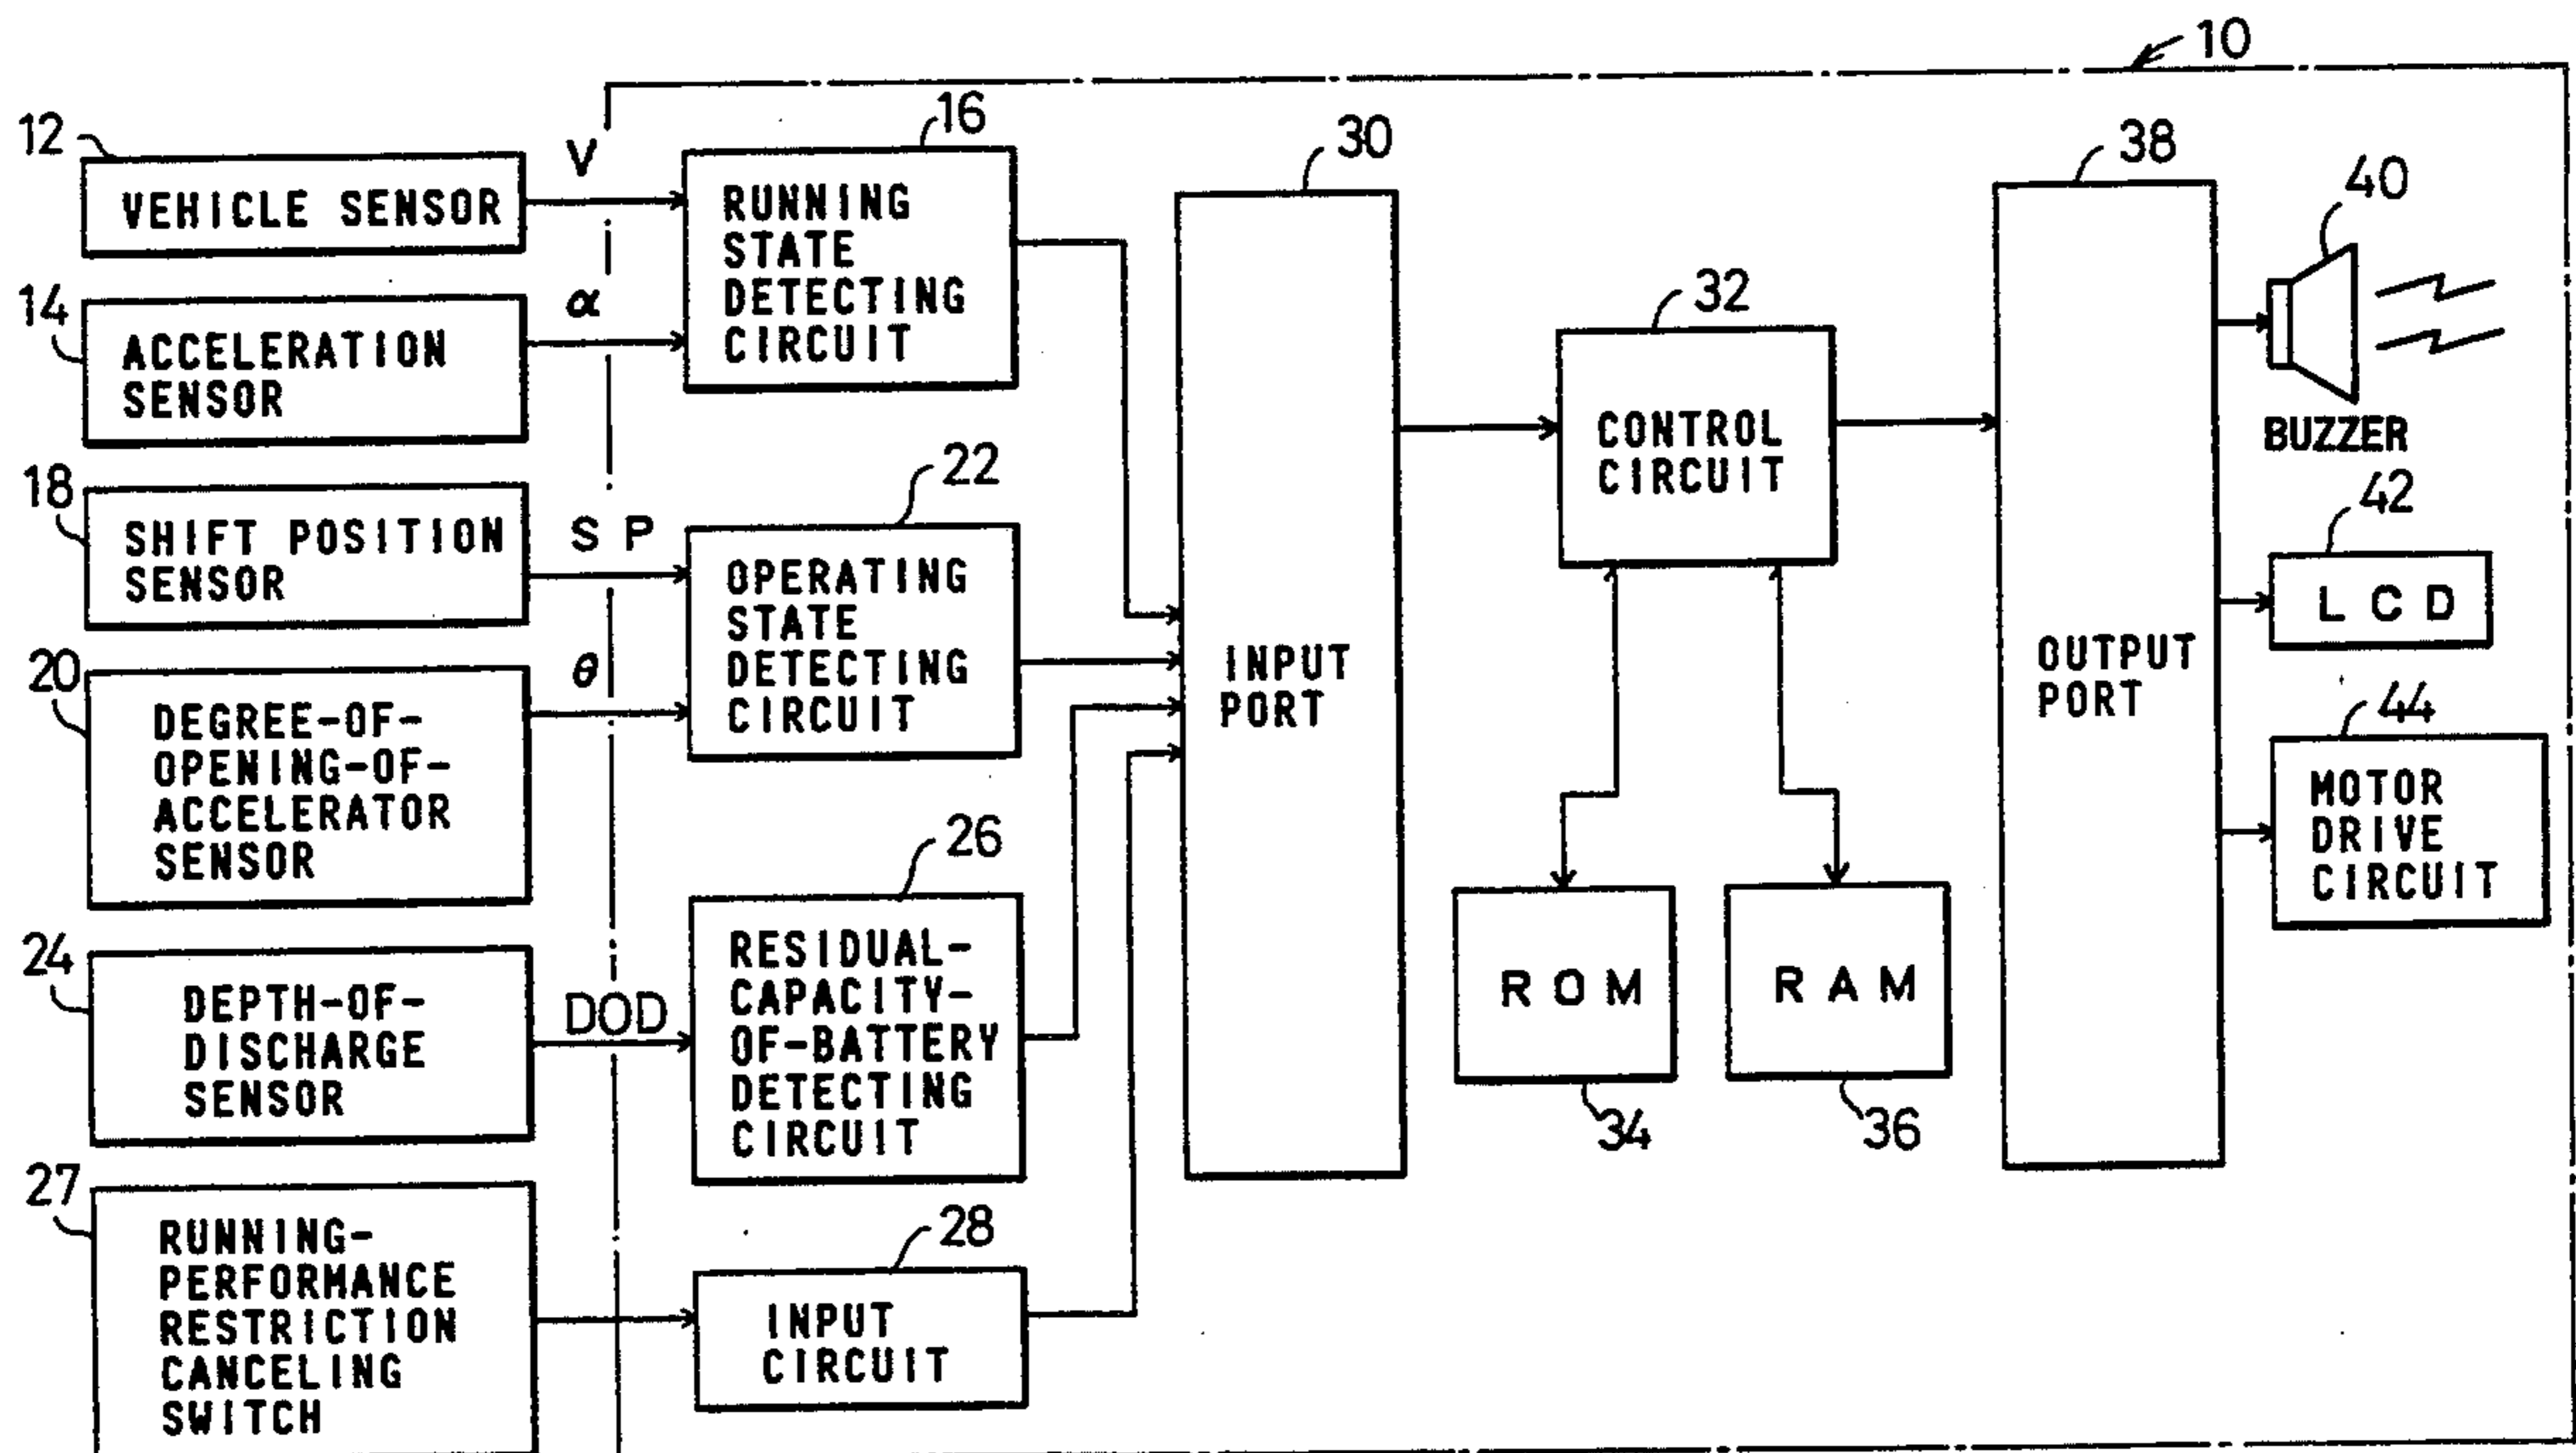 10
12
VEHICLE SENSOR
V
14
ACCELERATION
SENSOR
α
16
RUNNING
STATE
DETECTING
CIRCUIT
18
SHIFT POSITION
SENSOR
S P
20
DEGREE-OF-
OPENING-OF-
ACCELERATOR
SENSOR
θ
22
OPERATING
STATE
DETECTING
CIRCUIT
24
DEPTH-OF-
DISCHARGE
SENSOR
DOD
26
RESIDUAL-
CAPACITY-
OF-BATTERY
DETECTING
CIRCUIT
27
RUNNING-
PERFORMANCE
RESTRICTION
CANCELING
SWITCH
28
INPUT
CIRCUIT
30
INPUT
PORT
32
CONTROL
CIRCUIT
ROM
34
RAM
36
38
OUTPUT
PORT
40
BUZZER
42
LCD
44
MOTOR
DRIVE
CIRCUIT